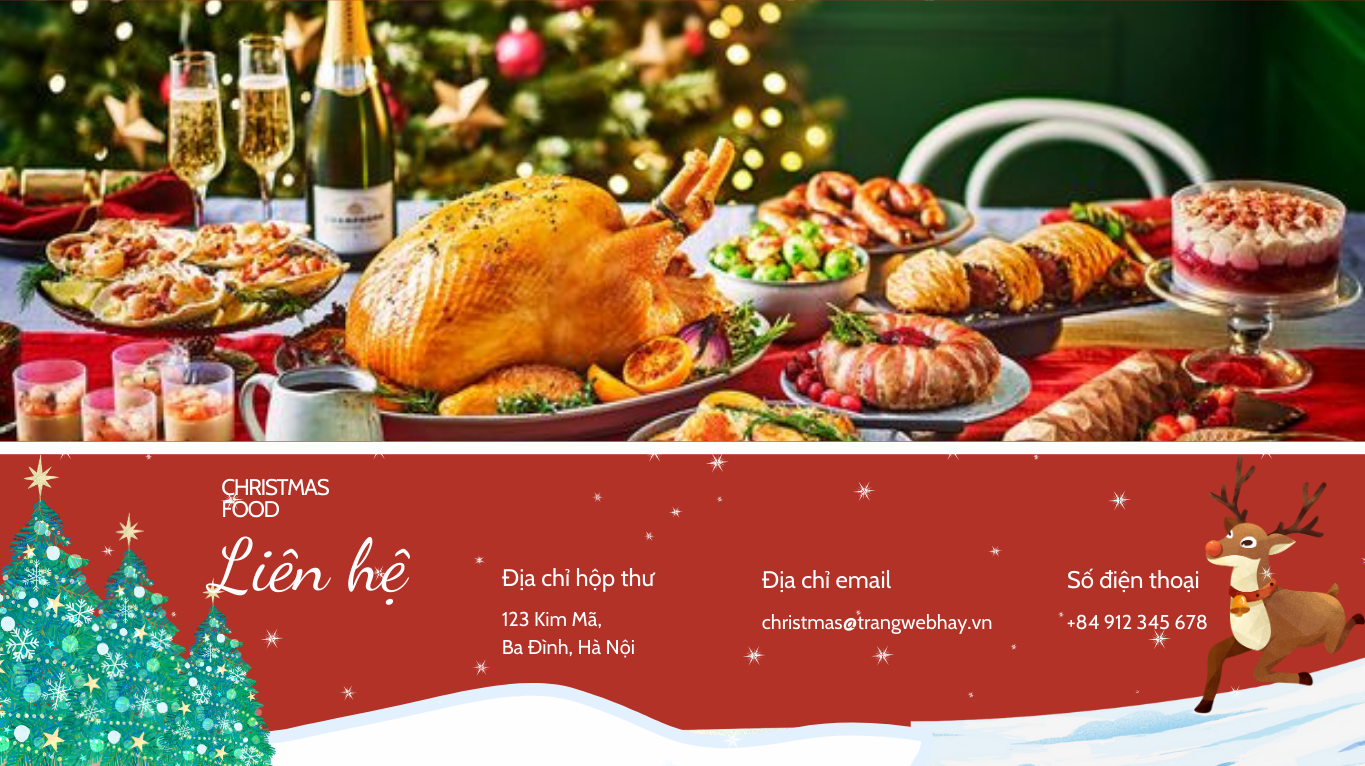 CHAMPAGNE
CHRISTMAS
FOOD
Liên hệ
Địa chỉ hộp thư
123 Kim Mã,
Ba Đình, Hà Nội
Địa chỉ email
christmas@trangwebhay.vn
Số điện thoại
+84 912 345 678